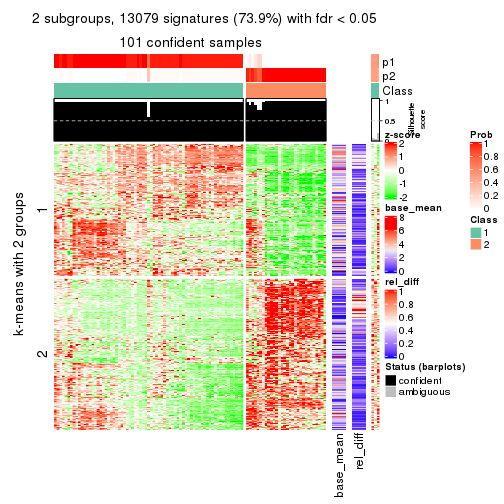 2 subgroups, 13079 signatures (73.9%) with fdr < 0.05
101 confident samples
p1
p2
Class
1
0.5
0
Silhouette
score
k-means with 2 groups
1
2
base_mean
rel_diff
z-score
2
1
0
-1
-2
base_mean
8
6
4
2
0
rel_diff
1
0.8
0.6
0.4
0.2
0
Status (barplots)
confident
ambiguous
Prob
1
0.8
0.6
0.4
0.2
0
Class
1
2